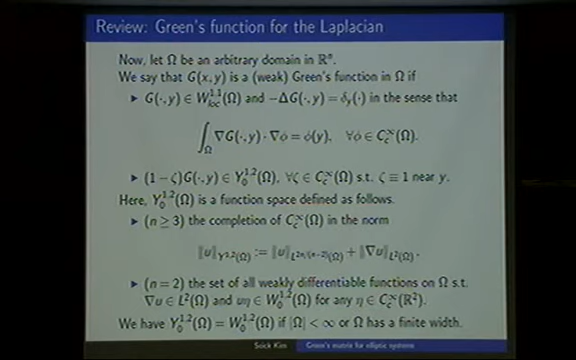 Review: Green's function for the Laplacian
Now, let Ω be an arbitrary domain in ℝⁿ.
We say that G(x, y) is a (weak) Green's function in Ω if
▸ G(·, y) ∈ W^{1,1}_{loc}(Ω) and −ΔG(·, y) = δ_y(·) in the sense that
∫_Ω ∇G(·, y) · ∇φ = φ(y), ∀φ ∈ C_c^∞(Ω).
▸ (1 − ζ)G(·, y) ∈ Y_0^{1,2}(Ω), ∀ζ ∈ C_c^∞(Ω) s.t. ζ ≡ 1 near y.
Here, Y_0^{1,2}(Ω) is a function space defined as follows.
▸ (n ≥ 3) the completion of C_c^∞(Ω) in the norm
‖u‖_{Y^{1,2}(Ω)} := ‖u‖_{L^{2n/(n−2)}(Ω)} + ‖∇u‖_{L^2(Ω)}.
▸ (n = 2) the set of all weakly differentiable functions on Ω s.t.
∇u ∈ L²(Ω) and uη ∈ W_0^{1,2}(Ω) for any η ∈ C_c^∞(ℝ²).
We have Y_0^{1,2}(Ω) = W_0^{1,2}(Ω) if |Ω| < ∞ or Ω has a finite width.
Seick Kim Green's matrix for elliptic systems